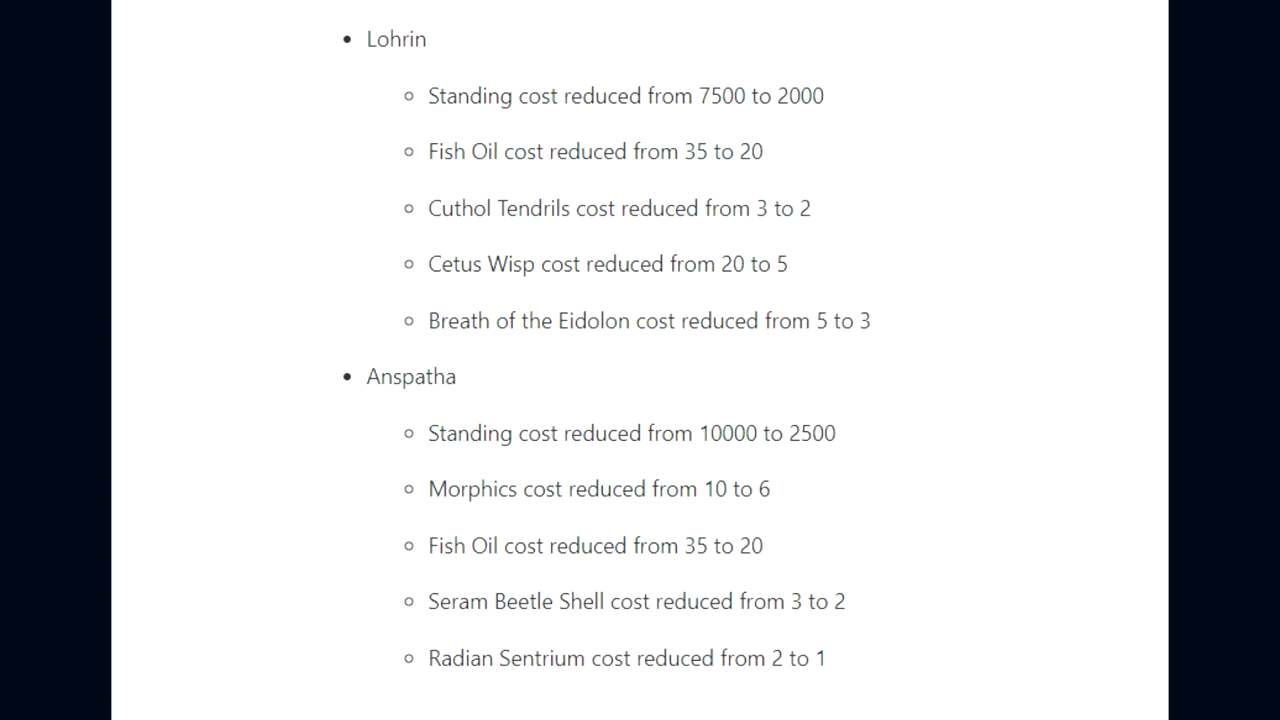 Lohrin
Standing cost reduced from 7500 to 2000
Fish Oil cost reduced from 35 to 20
Cuthol Tendrils cost reduced from 3 to 2
Cetus Wisp cost reduced from 20 to 5
Breath of the Eidolon cost reduced from 5 to 3
Anspatha
Standing cost reduced from 10000 to 2500
Morphics cost reduced from 10 to 6
Fish Oil cost reduced from 35 to 20
Seram Beetle Shell cost reduced from 3 to 2
Radian Sentrium cost reduced from 2 to 1